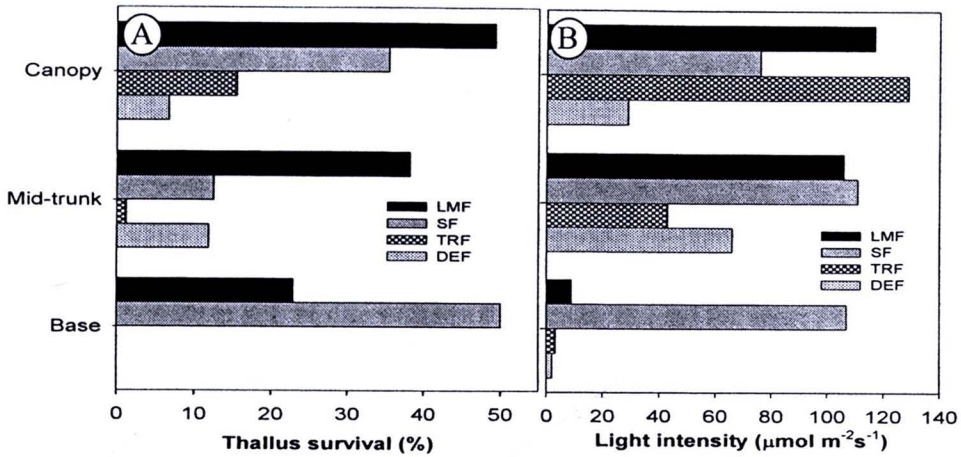 A
B
Canopy
Mid-trunk
Base
LMF
SF
TRF
DEF
LMF
SF
TRF
DEF
0 10 20 30 40 50
0 20 40 60 80 100 120 140
Thallus survival (%)
Light intensity (μmol m⁻²s⁻¹)